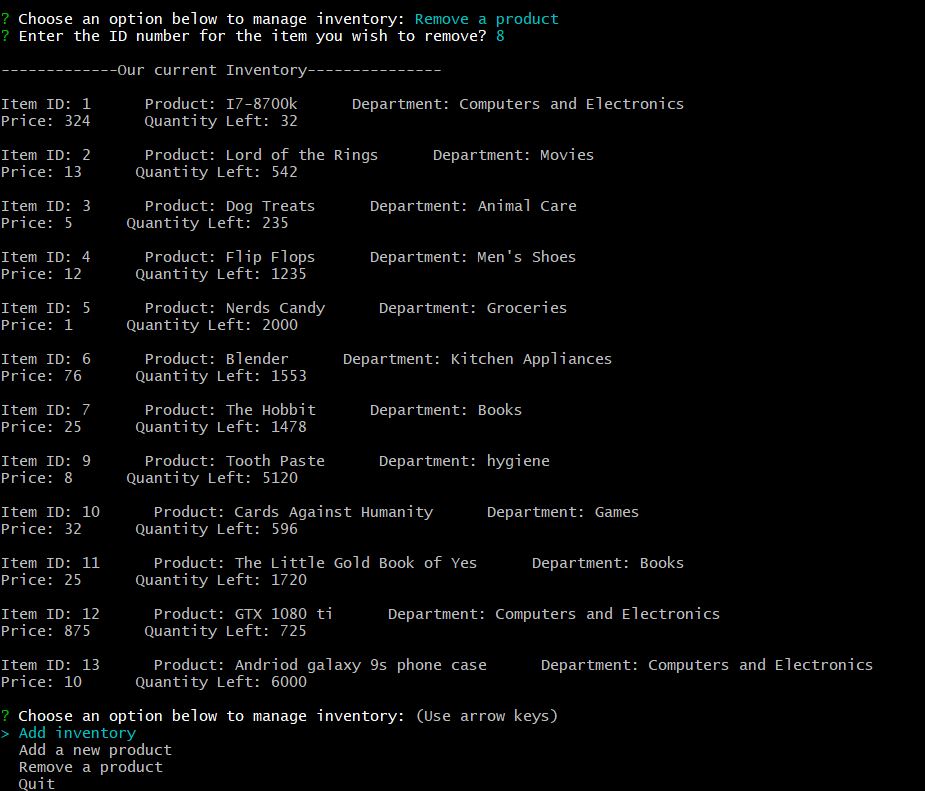 ? Choose an option below to manage inventory: Remove a product
? Enter the ID number for the item you wish to remove? 8
-------------Our current Inventory---------------
Item ID: 1      Product: I7-8700k      Department: Computers and Electronics
Price: 324      Quantity Left: 32
Item ID: 2      Product: Lord of the Rings      Department: Movies
Price: 13      Quantity Left: 542
Item ID: 3      Product: Dog Treats      Department: Animal Care
Price: 5      Quantity Left: 235
Item ID: 4      Product: Flip Flops      Department: Men's Shoes
Price: 12      Quantity Left: 1235
Item ID: 5      Product: Nerds Candy      Department: Groceries
Price: 1      Quantity Left: 2000
Item ID: 6      Product: Blender      Department: Kitchen Appliances
Price: 76      Quantity Left: 1553
Item ID: 7      Product: The Hobbit      Department: Books
Price: 25      Quantity Left: 1478
Item ID: 9      Product: Tooth Paste      Department: hygiene
Price: 8      Quantity Left: 5120
Item ID: 10      Product: Cards Against Humanity      Department: Games
Price: 32      Quantity Left: 596
Item ID: 11      Product: The Little Gold Book of Yes      Department: Books
Price: 25      Quantity Left: 1720
Item ID: 12      Product: GTX 1080 ti      Department: Computers and Electronics
Price: 875      Quantity Left: 725
Item ID: 13      Product: Andriod galaxy 9s phone case      Department: Computers and Electronics
Price: 10      Quantity Left: 6000
? Choose an option below to manage inventory: (Use arrow keys)
> Add inventory
  Add a new product
  Remove a product
  Quit